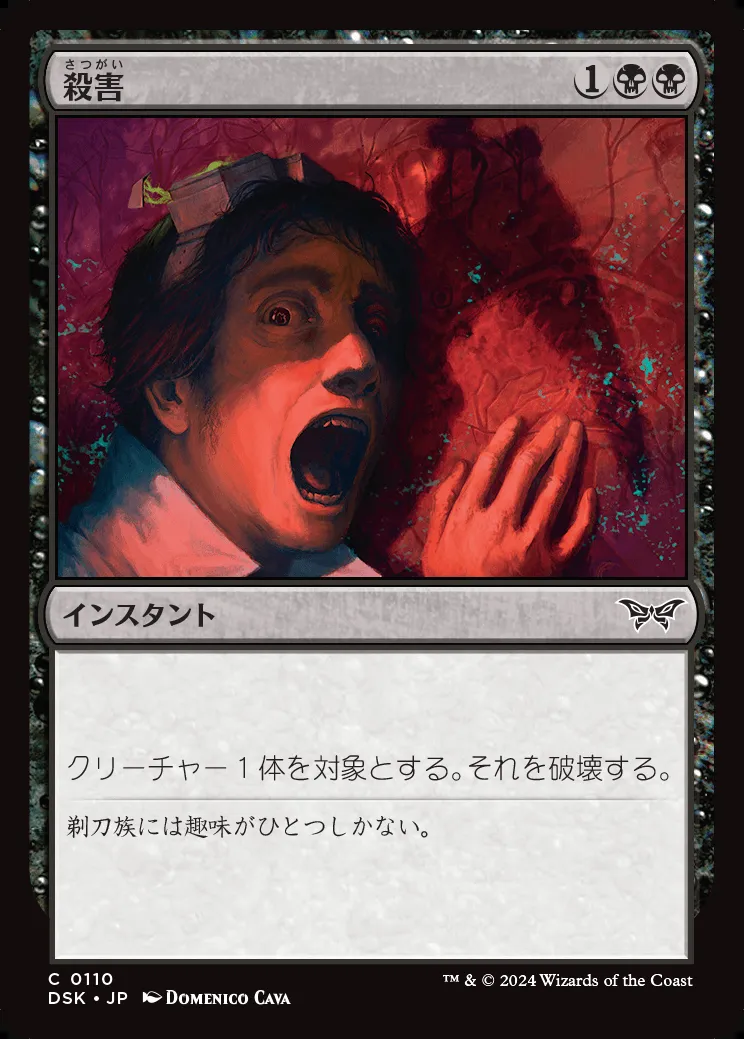 さつがい
殺害 1
インスタント
クリーチャー1体を対象とする。それを破壊する。
剃刀族には趣味がひとつしかない。
C 0110
DSK • JP DOMENICO CAVA
™ & © 2024 Wizards of the Coast